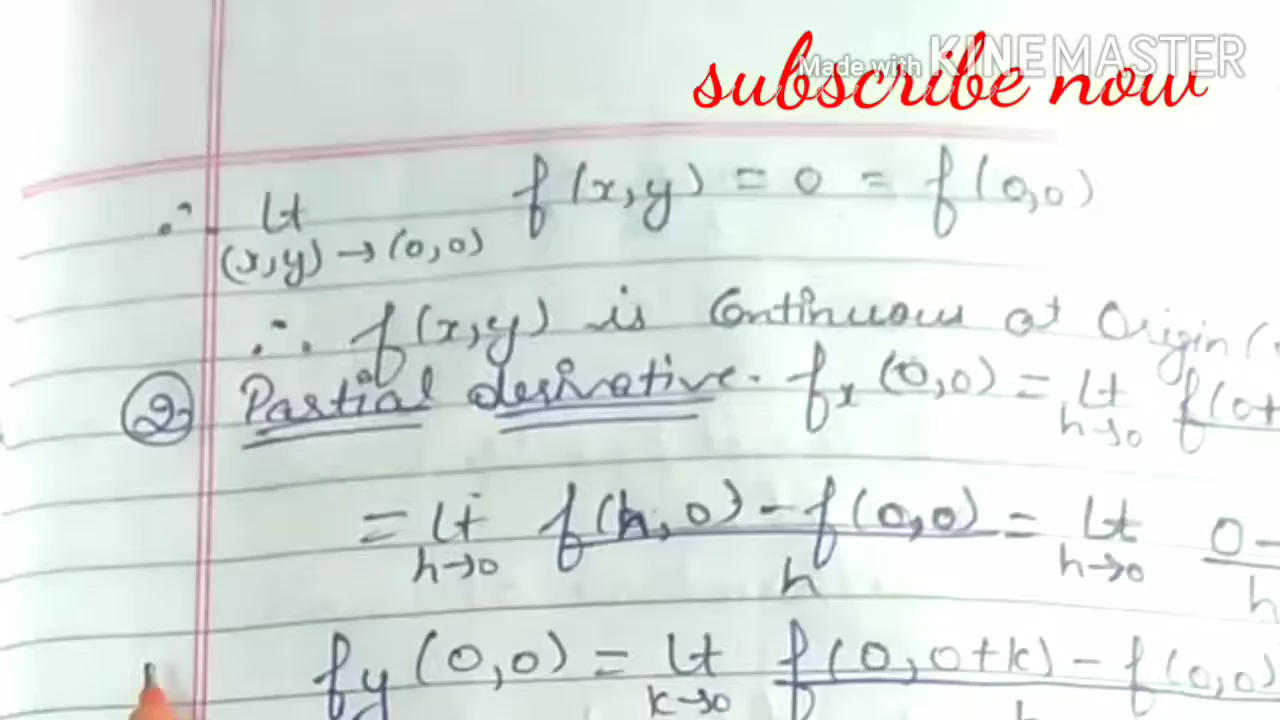 subscribe now
Made with KINEMASTER
∴ Lt f(x,y) = 0 = f(0,0)
(x,y)→(0,0)
∴ f(x,y) is Continuous at Origin (
② Partial derivative. fx (0,0) = Lt f(0+
h→0
= Lt f(h,0) - f(0,0) = Lt 0-
h→0 h h→0 h
fy (0,0) = Lt f(0,0+k) - f(0,0)
k→0